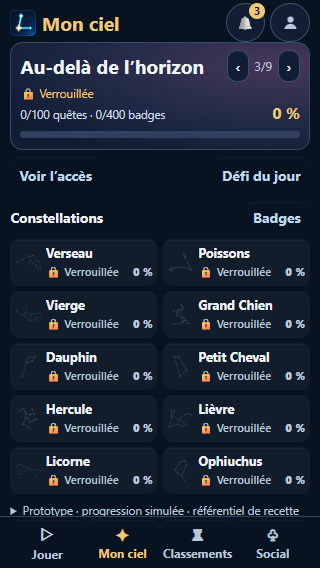 Mon ciel
3
Au-delà de l’horizon
‹ 3/9 ›
Verrouillée
0/100 quêtes · 0/400 badges
0 %
Voir l’accès
Défi du jour
Constellations
Badges
Verseau
Verrouillée 0 %
Poissons
Verrouillée 0 %
Vierge
Verrouillée 0 %
Grand Chien
Verrouillée 0 %
Dauphin
Verrouillée 0 %
Petit Cheval
Verrouillée 0 %
Hercule
Verrouillée 0 %
Lièvre
Verrouillée 0 %
Licorne
Verrouillée 0 %
Ophiuchus
Verrouillée 0 %
Prototype · progression simulée · référentiel de recette
Jouer
Mon ciel
Classements
Social